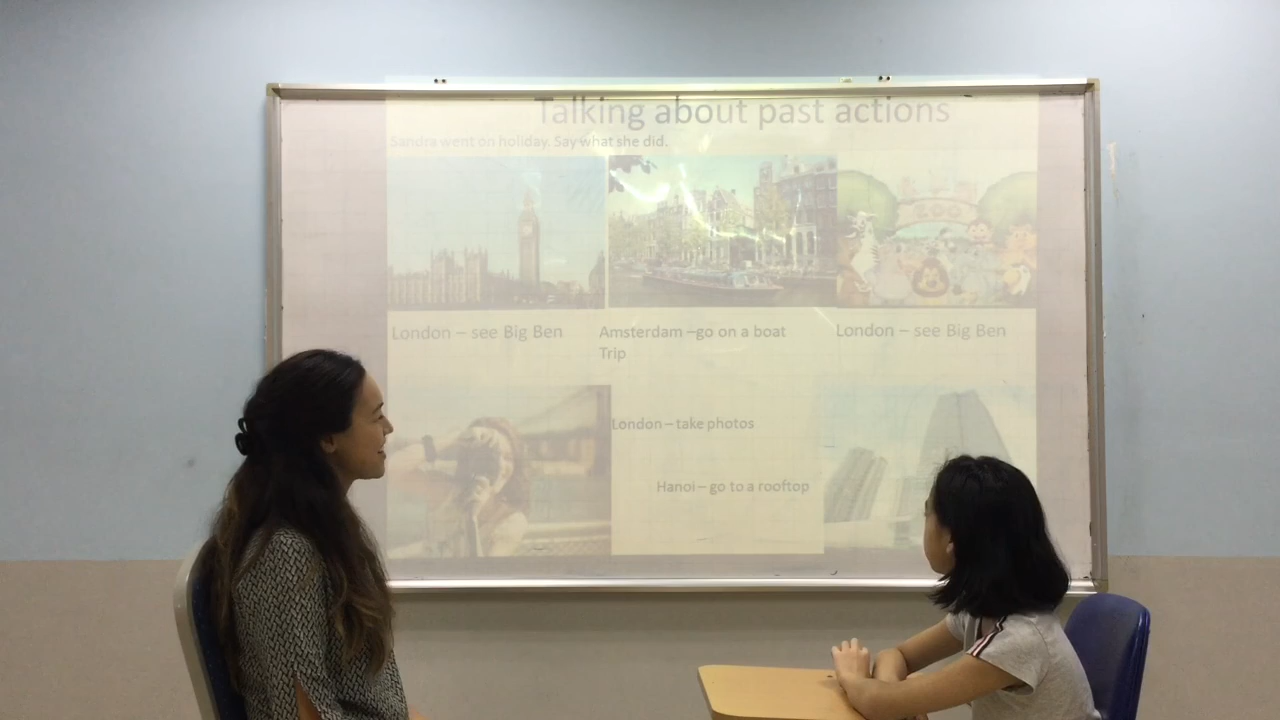 Talking about past actions
Sandra went on holiday. Say what she did.
ZOO
London – see Big Ben
Amsterdam –go on a boat
Trip
London – see Big Ben
London – take photos
Hanoi – go to a rooftop